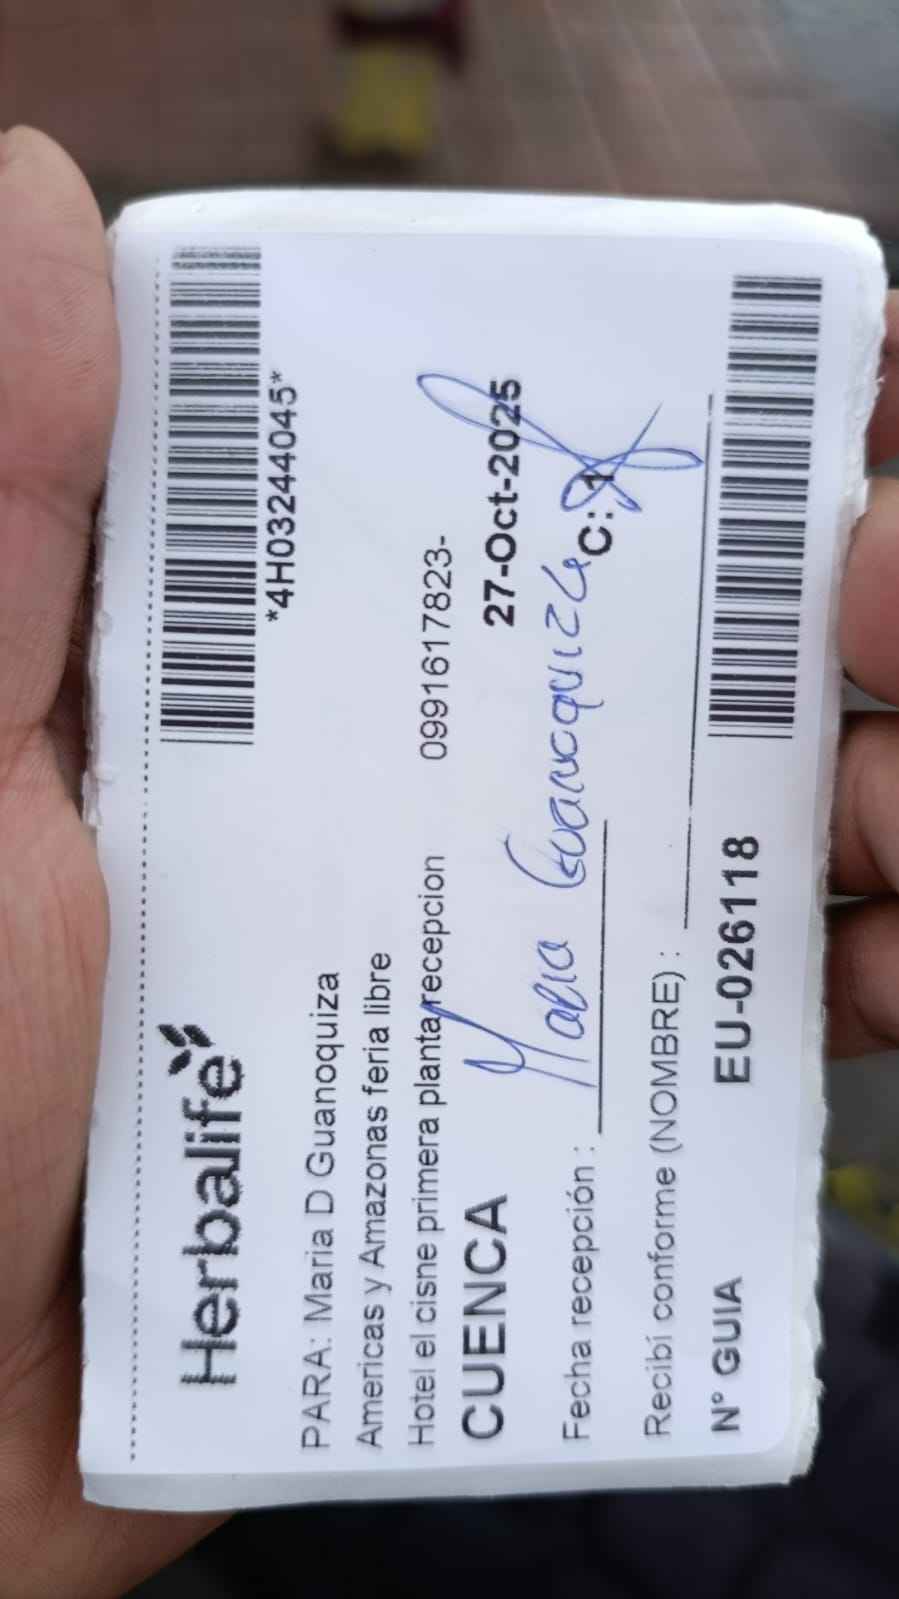 Herbalife
*4H03244045*
PARA: Maria D Guanoquiza
Americas y Amazonas feria libre
Hotel el cisne primera planta recepcion 0991617823-
CUENCA 27-Oct-2025
Maria Guanoquiza
Fecha recepción : C: 1
Recibí conforme (NOMBRE) :
N° GUIA EU-026118